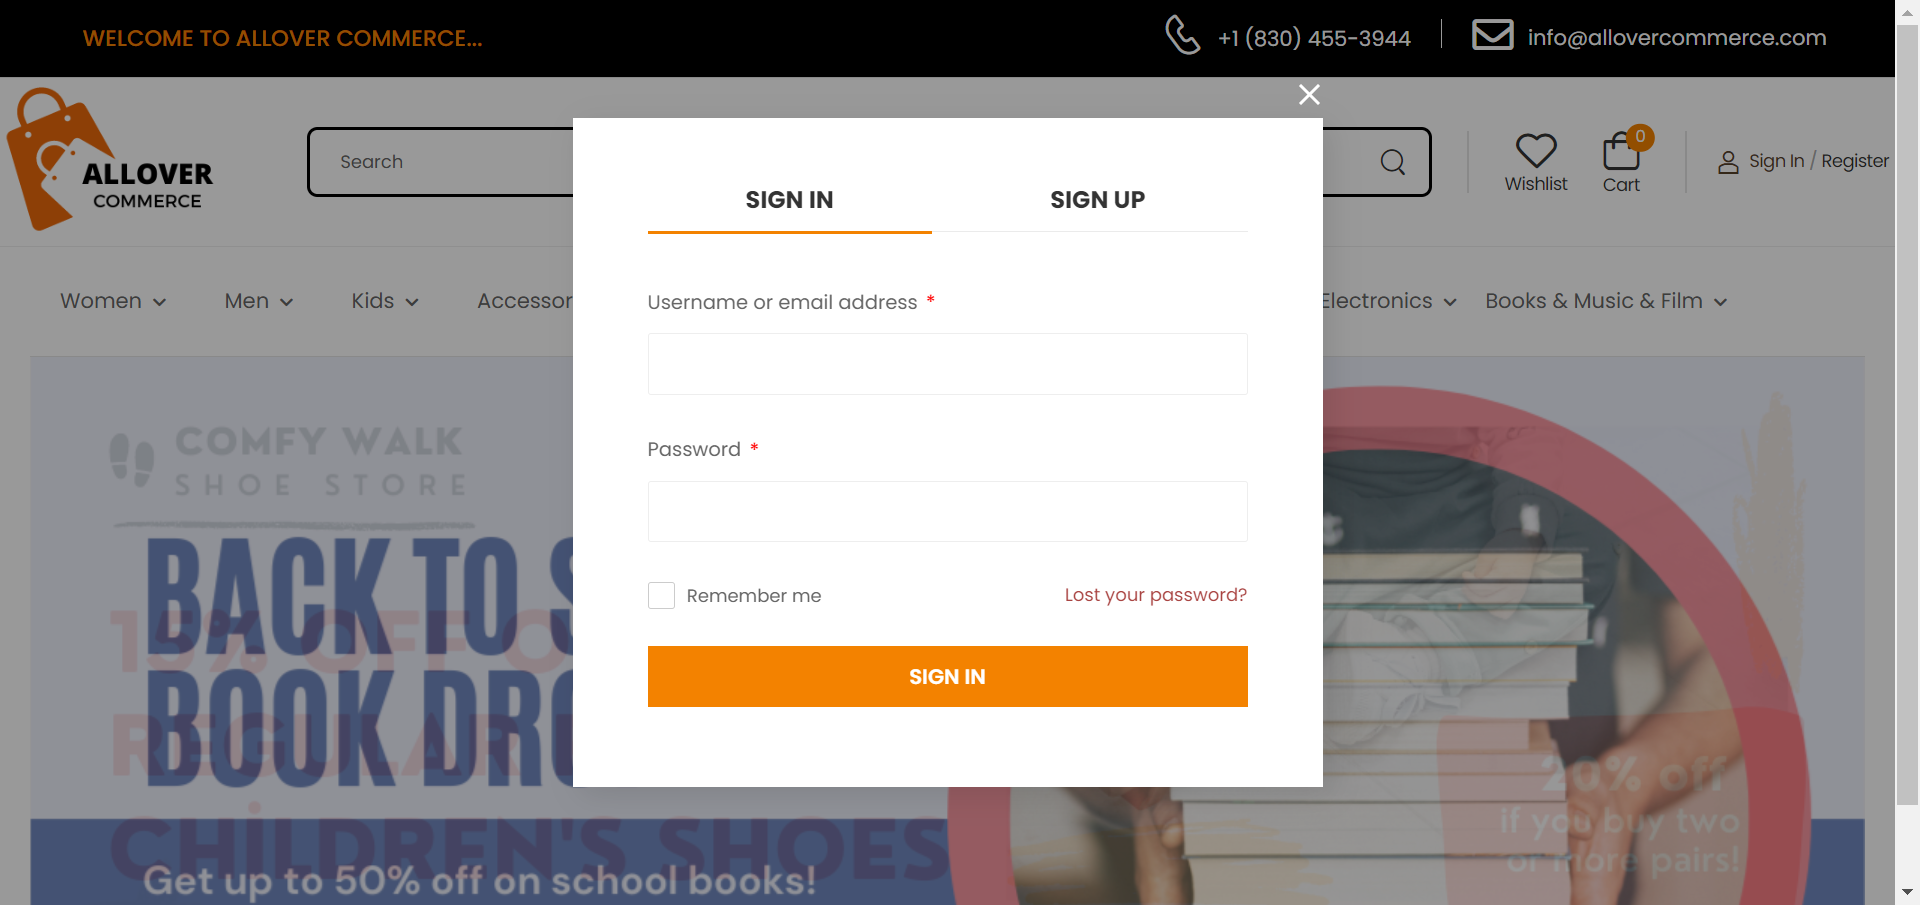 WELCOME TO ALLOVER COMMERCE...
+1 (830) 455-3944
info@allovercommerce.com
ALLOVER
COMMERCE
Search
0
Wishlist
Cart
Sign In / Register
SIGN IN
SIGN UP
Women
Men
Kids
Accessor
Electronics
Books & Music & Film
Username or email address *
Password *
Remember me
Lost your password?
SIGN IN
COMFY WALK
SHOE STORE
BACK TO S
15% OFF O
BOOK DRO
REGULAR
CHiLDREN'S SHOES
Get up to 50% off on school books!
20% off
if you buy two
or more pairs!